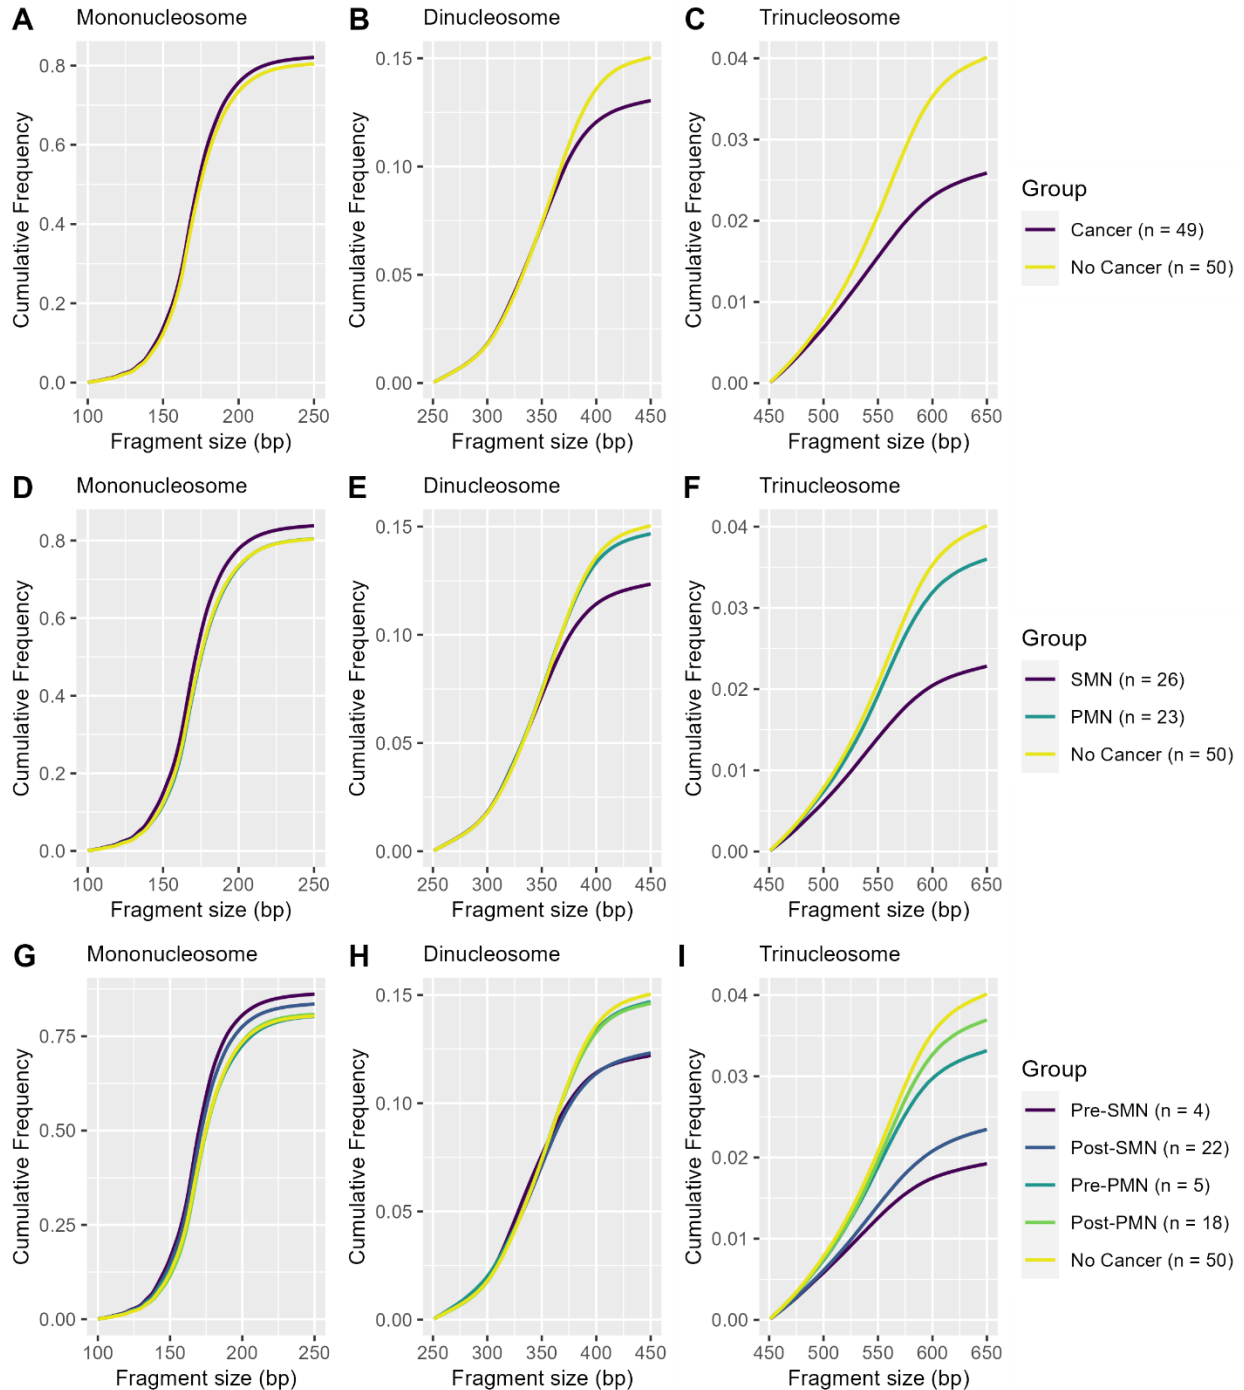 A Mononucleosome
B Dinucleosome
C Trinucleosome
Cumulative Frequency
0.8
0.6
0.4
0.2
0.0
100 150 200 250
Fragment size (bp)
Cumulative Frequency
0.15
0.10
0.05
0.00
250 300 350 400 450
Fragment size (bp)
Cumulative Frequency
0.04
0.03
0.02
0.01
0.00
450 500 550 600 650
Fragment size (bp)
Group
Cancer (n = 49)
No Cancer (n = 50)
D Mononucleosome
E Dinucleosome
F Trinucleosome
Cumulative Frequency
0.8
0.6
0.4
0.2
0.0
100 150 200 250
Fragment size (bp)
Cumulative Frequency
0.15
0.10
0.05
0.00
250 300 350 400 450
Fragment size (bp)
Cumulative Frequency
0.04
0.03
0.02
0.01
0.00
450 500 550 600 650
Fragment size (bp)
Group
SMN (n = 26)
PMN (n = 23)
No Cancer (n = 50)
G Mononucleosome
H Dinucleosome
I Trinucleosome
Cumulative Frequency
0.75
0.50
0.25
0.00
100 150 200 250
Fragment size (bp)
Cumulative Frequency
0.15
0.10
0.05
0.00
250 300 350 400 450
Fragment size (bp)
Cumulative Frequency
0.04
0.03
0.02
0.01
0.00
450 500 550 600 650
Fragment size (bp)
Group
Pre-SMN (n = 4)
Post-SMN (n = 22)
Pre-PMN (n = 5)
Post-PMN (n = 18)
No Cancer (n = 50)